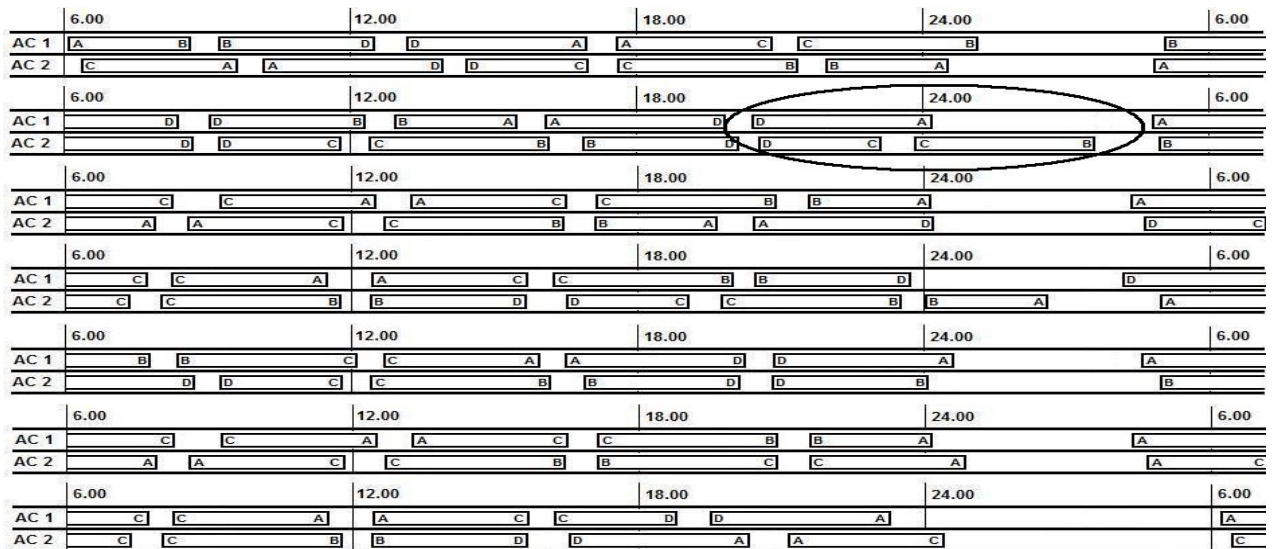 6.00 12.00 18.00 24.00 6.00
AC 1 A B B D D A A C C B B
AC 2 C A A D D C C B B A A
6.00 12.00 18.00 24.00 6.00
AC 1 D D B B A A D D A A
AC 2 D D C C B B D D C C B B
6.00 12.00 18.00 24.00 6.00
AC 1 C C A A C C B B A A
AC 2 A A C C B B A A D D C
6.00 12.00 18.00 24.00 6.00
AC 1 C C A A C C B B D D
AC 2 C C B B D D C C B B A A
6.00 12.00 18.00 24.00 6.00
AC 1 B B C C A A D D A A
AC 2 D D C C B B D D B B
6.00 12.00 18.00 24.00 6.00
AC 1 C C A A C C B B A A
AC 2 A A C C B B C C A A C
6.00 12.00 18.00 24.00 6.00
AC 1 C C A A C C D D A A
AC 2 C C B B D D A A C C